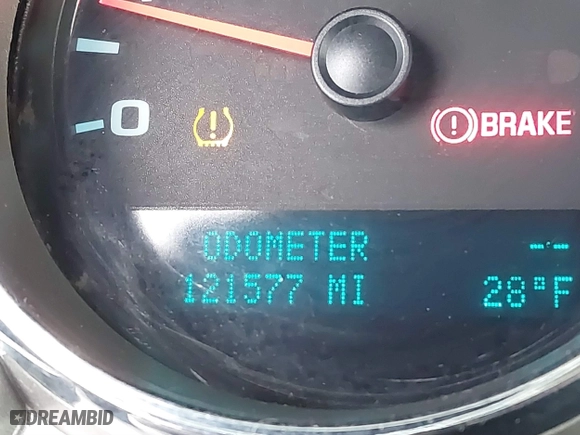 0
BRAKE
ODOMETER --
121577 MI 28°F
DREAMBID